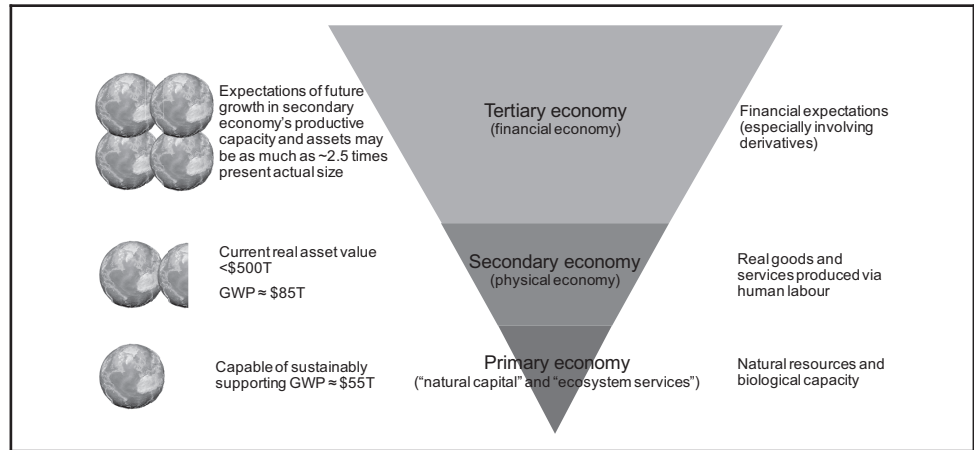 Expectations of future
growth in secondary
economy's productive
capacity and assets may
be as much as ~2.5 times
present actual size
Tertiary economy
(financial economy)
Financial expectations
(especially involving
derivatives)
Current real asset value
<$500T
GWP ≈ $85T
Secondary economy
(physical economy)
Real goods and
services produced via
human labour
Capable of sustainably
supporting GWP ≈ $55T
Primary economy
("natural capital" and "ecosystem services")
Natural resources and
biological capacity